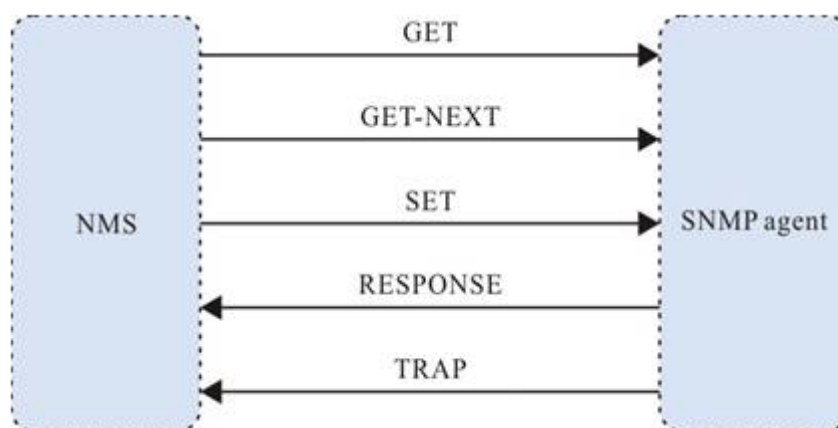 GET
GET-NEXT
SET
NMS
SNMP agent
RESPONSE
TRAP